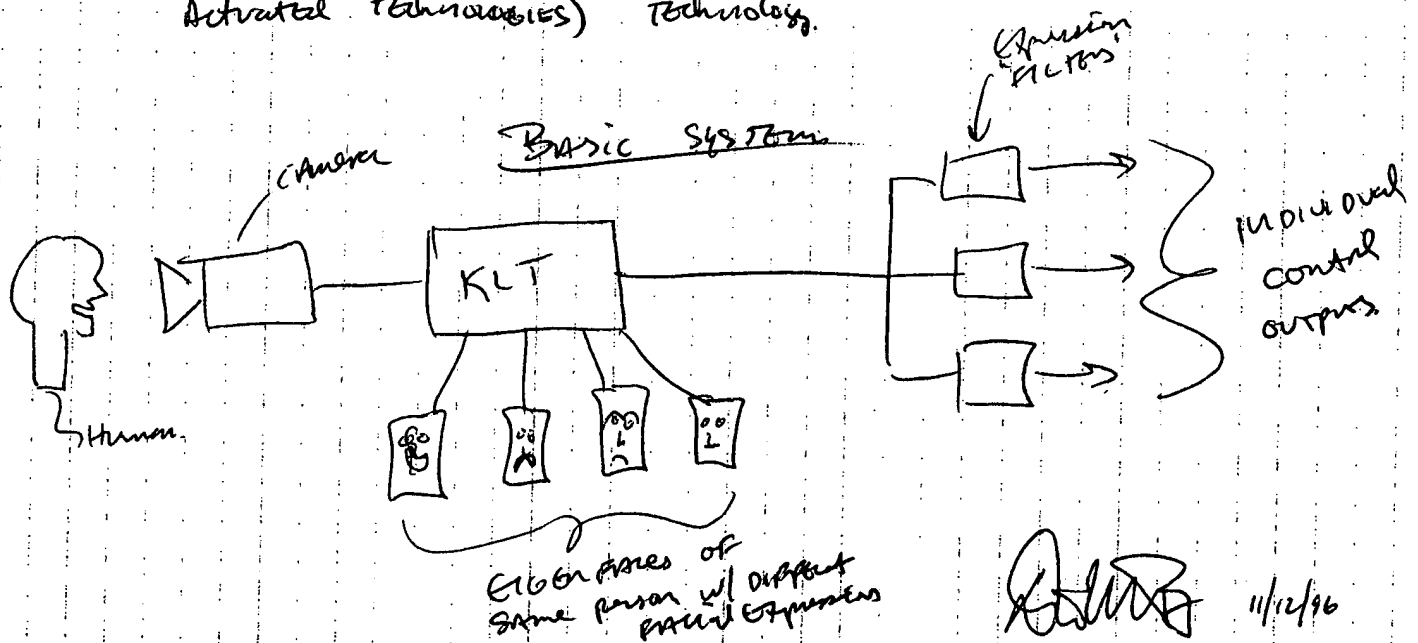 Activated TECHNOLOGIES) TECHNOLOGY.
Expression
"FILTERS"
BASIC SYSTEM
CAMERA
KLT
INDIVIDUAL
CONTROL
OUTPUTS.
Human.
EIGENFACES OF
SAME PERSON w/ DIFFERENT
FACIAL EXPRESSIONS
11/12/96